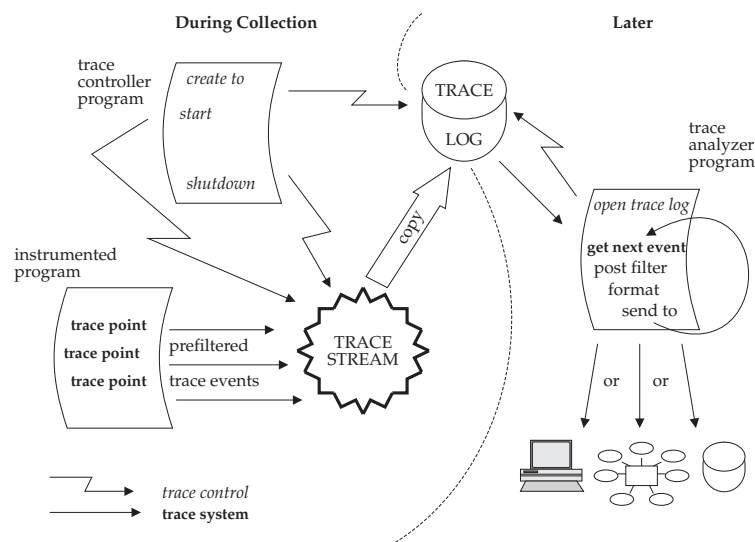 During Collection
Later
trace
controller
program
create to
start
shutdown
TRACE
LOG
trace
analyzer
program
open trace log
get next event
post filter
format
send to
copy
instrumented
program
trace point
trace point
trace point
prefiltered
trace events
TRACE
STREAM
or
or
trace control
trace system